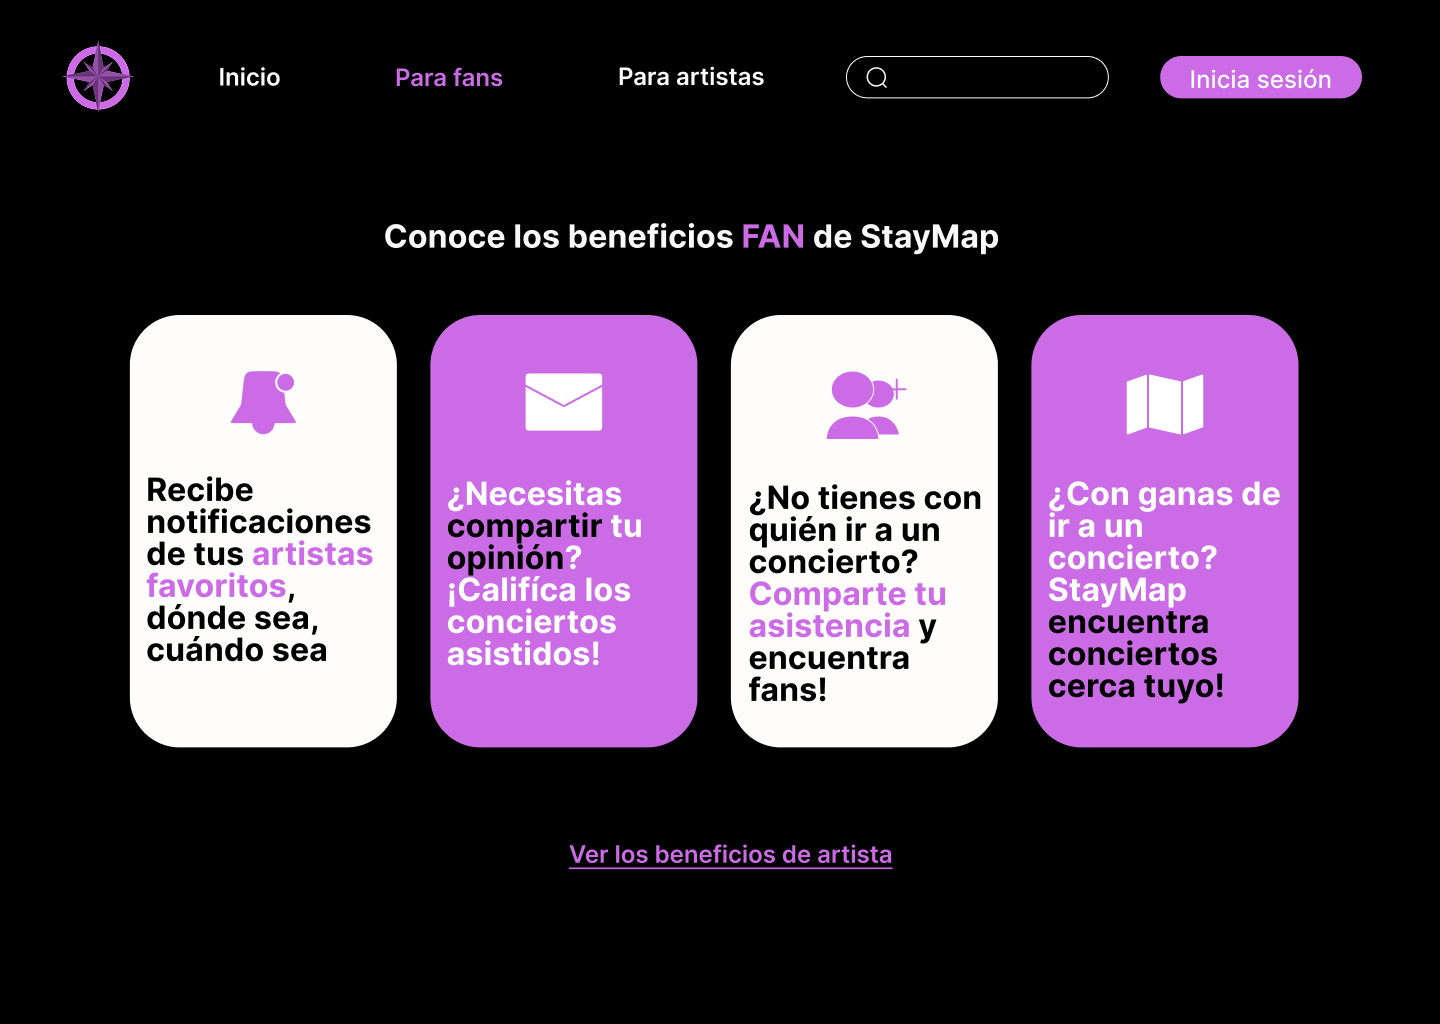 Inicio
Para fans
Para artistas
Inicia sesión
Conoce los beneficios FAN de StayMap
Recibe
notificaciones
de tus artistas
favoritos,
dónde sea,
cuándo sea
¿Necesitas
compartir tu
opinión?
¡Califíca los
conciertos
asistidos!
¿No tienes con
quién ir a un
concierto?
Comparte tu
asistencia y
encuentra
fans!
¿Con ganas de
ir a un
concierto?
StayMap
encuentra
conciertos
cerca tuyo!
Ver los beneficios de artista